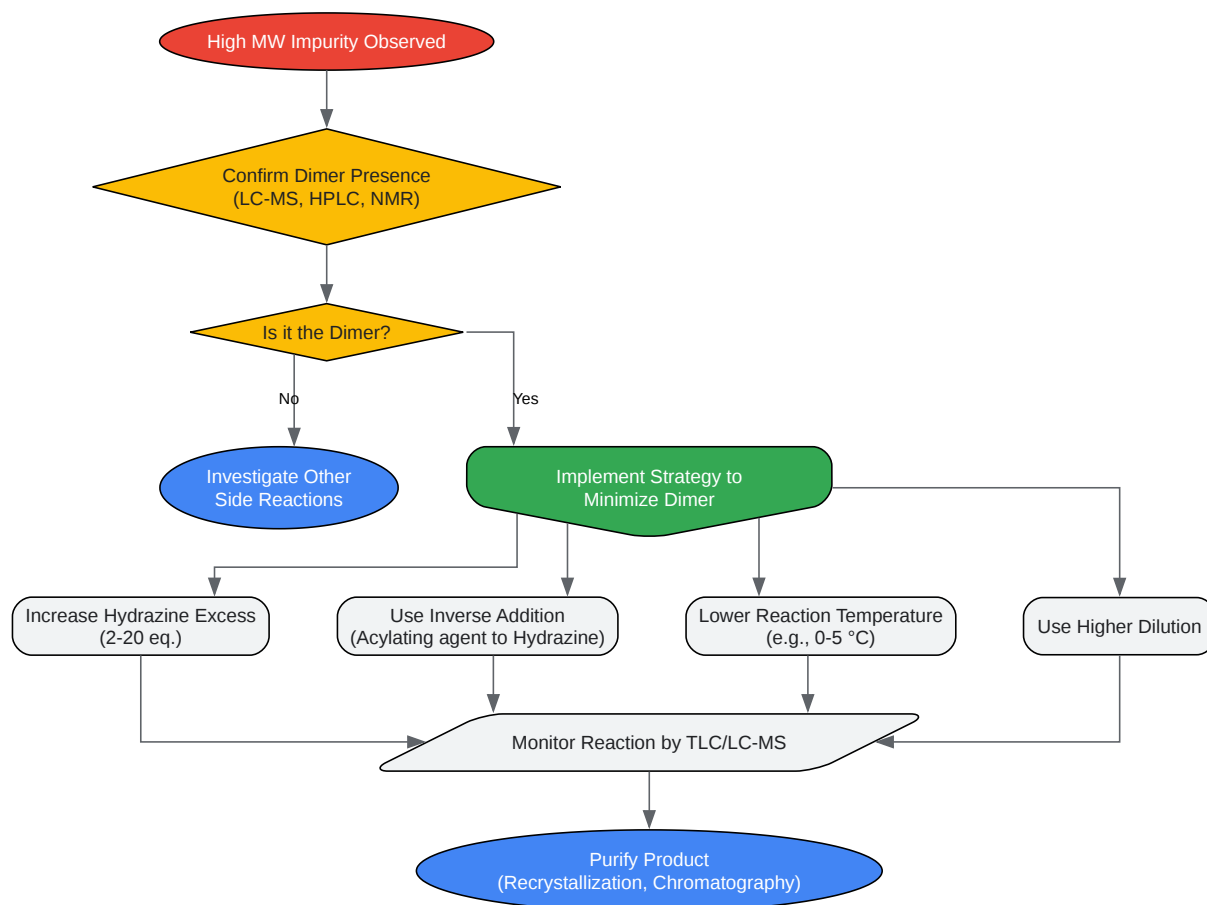 High MW Impurity Observed
Confirm Dimer Presence
(LC-MS, HPLC, NMR)
Is it the Dimer?
No
Yes
Investigate Other
Side Reactions
Implement Strategy to
Minimize Dimer
Increase Hydrazine Excess
(2-20 eq.)
Use Inverse Addition
(Acylating agent to Hydrazine)
Lower Reaction Temperature
(e.g., 0-5 °C)
Use Higher Dilution
Monitor Reaction by TLC/LC-MS
Purify Product
(Recrystallization, Chromatography)